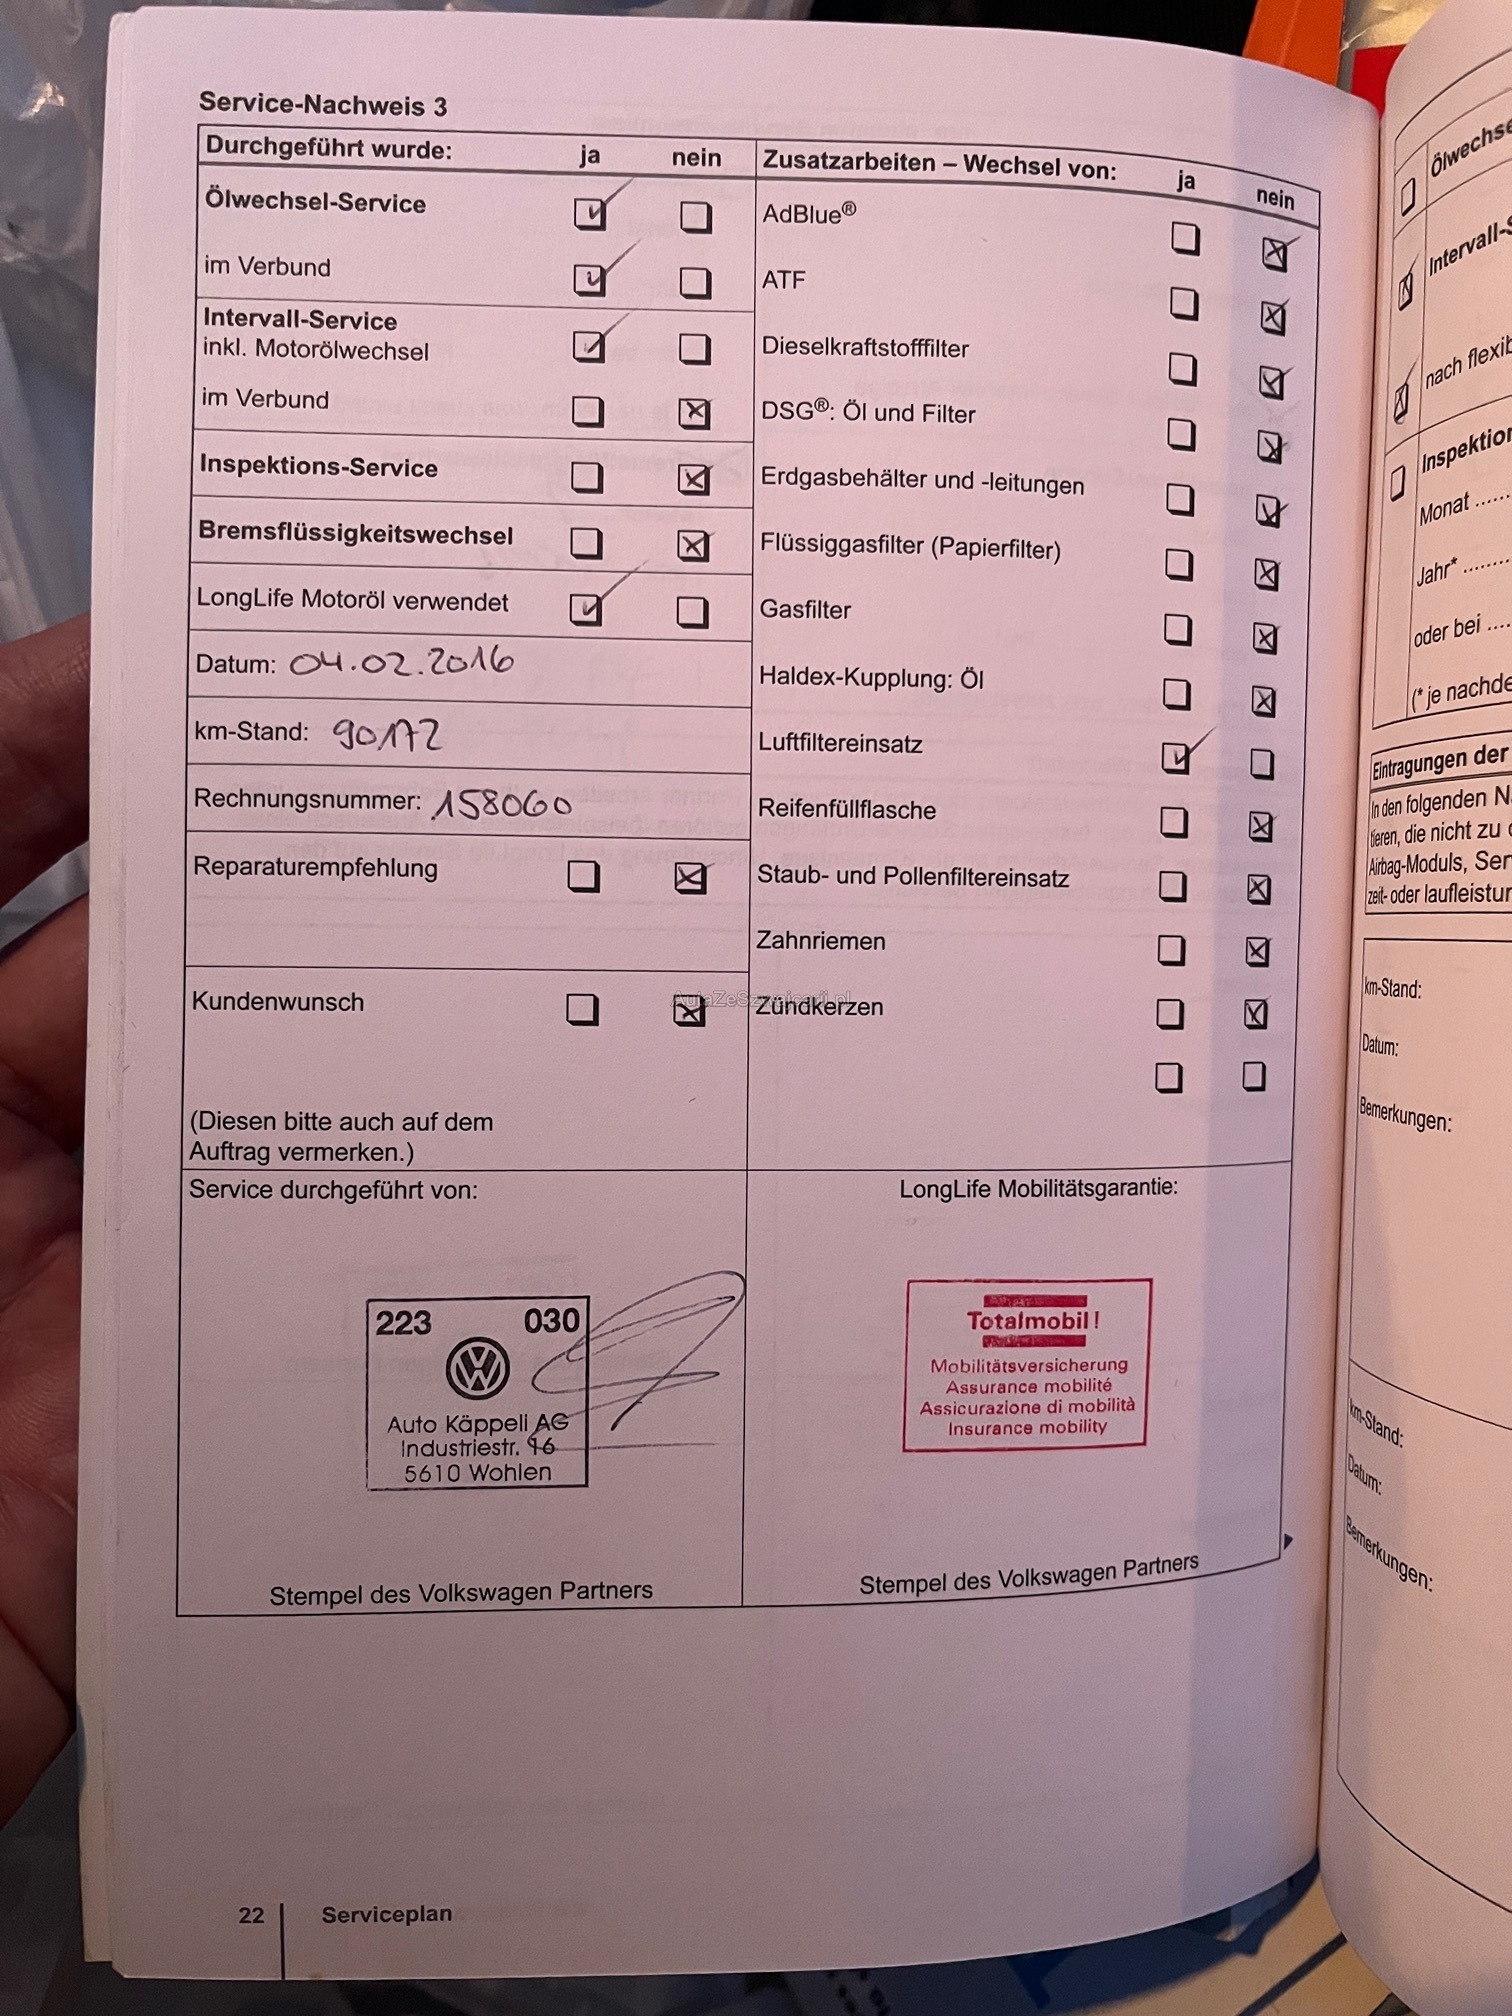 Service-Nachweis 3
Durchgeführt wurde: ja nein
Ölwechsel-Service
im Verbund
Intervall-Service
inkl. Motorölwechsel
im Verbund
Inspektions-Service
Bremsflüssigkeitswechsel
LongLife Motoröl verwendet
Datum: 04.02.2016
km-Stand: 90172
Rechnungsnummer: 158060
Reparaturempfehlung
Kundenwunsch
(Diesen bitte auch auf dem
Auftrag vermerken.)
Zusatzarbeiten – Wechsel von: ja nein
AdBlue®
ATF
Dieselkraftstofffilter
DSG®: Öl und Filter
Erdgasbehälter und -leitungen
Flüssiggasfilter (Papierfilter)
Gasfilter
Haldex-Kupplung: Öl
Luftfiltereinsatz
Reifenfüllflasche
Staub- und Pollenfiltereinsatz
Zahnriemen
Zündkerzen
AutaZeSzwajcarii.pl
Service durchgeführt von:
223 030
Auto Käppeli AG
Industriestr. 16
5610 Wohlen
Stempel des Volkswagen Partners
LongLife Mobilitätsgarantie:
Totalmobil!
Mobilitätsversicherung
Assurance mobilité
Assicurazione di mobilità
Insurance mobility
Stempel des Volkswagen Partners
22 Serviceplan
nach flexib
Monat
Jahr*
oder bei
(* je nachde
Eintragungen der
In den folgenden
tieren, die nicht zu
Airbag-Moduls, Ser
zeit- oder laufleistun
km-Stand:
Datum:
Bemerkungen:
km-Stand:
Datum:
Bemerkungen: